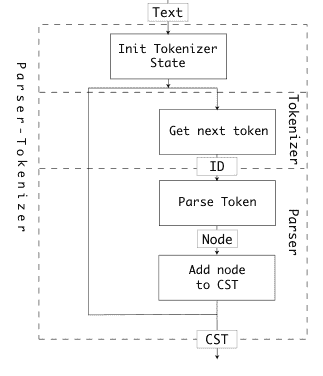 Text
Init Tokenizer
State
Parser-Tokenizer
Tokenizer
Get next token
ID
Parse Token
Parser
Node
Add node
to CST
CST